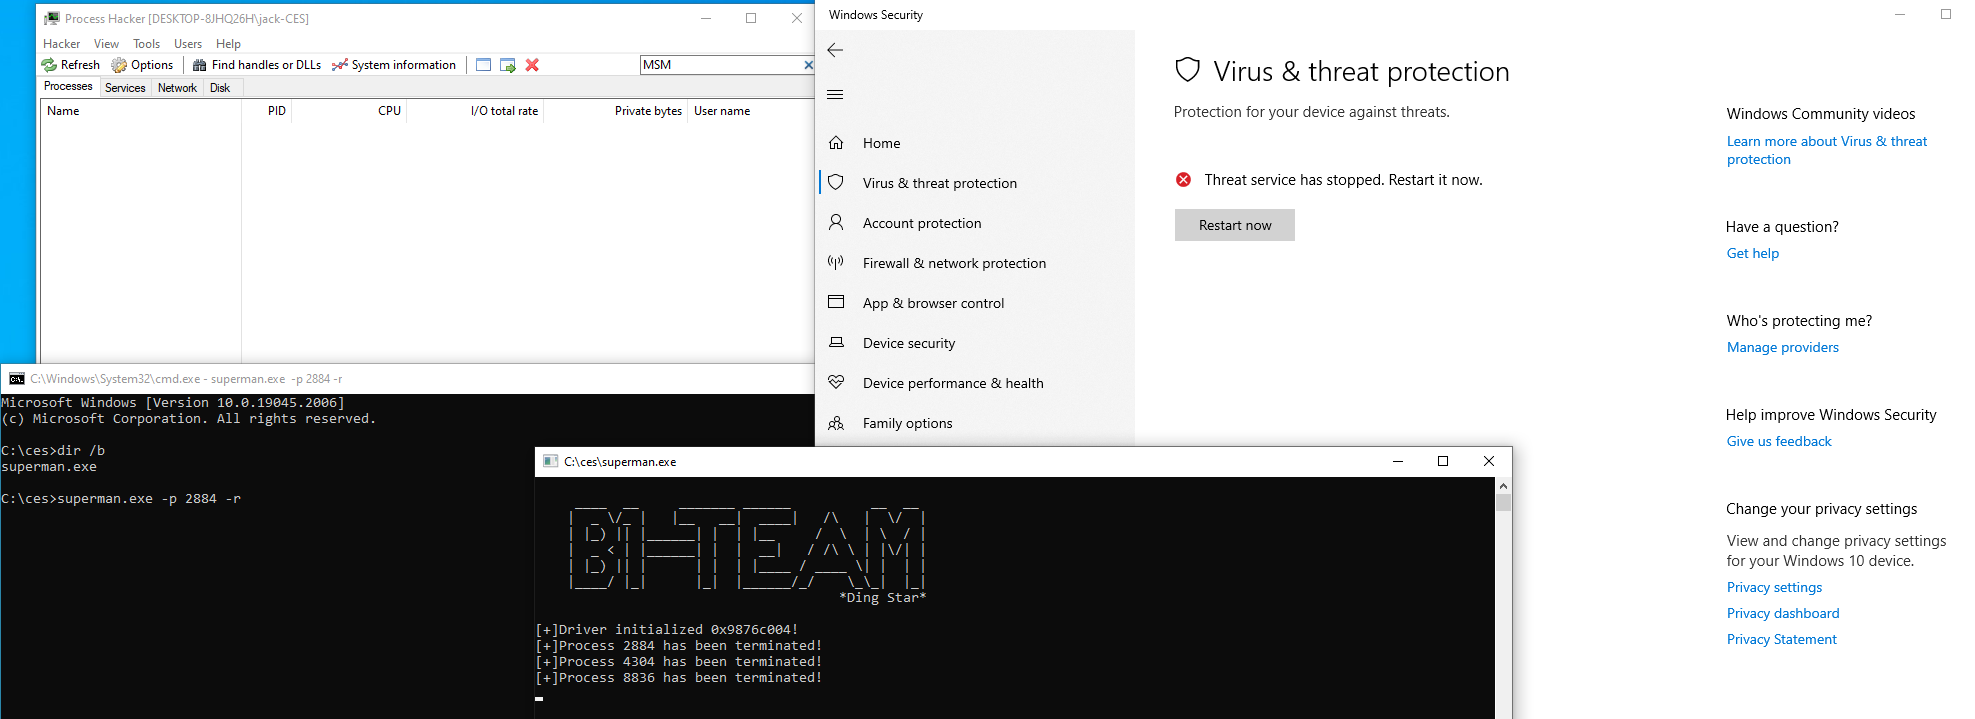 Process Hacker [DESKTOP-8JHQ26H\jack-CES]
Hacker View Tools Users Help
Refresh Options Find handles or DLLs System information MSM
Processes Services Network Disk
Name PID CPU I/O total rate Private bytes User name
Windows Security
Home
Virus & threat protection
Account protection
Firewall & network protection
App & browser control
Device security
Device performance & health
Family options
Virus & threat protection
Protection for your device against threats.
Threat service has stopped. Restart it now.
Restart now
Windows Community videos
Learn more about Virus & threat
protection
Have a question?
Get help
Who's protecting me?
Manage providers
Help improve Windows Security
Give us feedback
Change your privacy settings
View and change privacy settings
for your Windows 10 device.
Privacy settings
Privacy dashboard
Privacy Statement
C:\Windows\System32\cmd.exe - superman.exe -p 2884 -r
Microsoft Windows [Version 10.0.19045.2006]
(c) Microsoft Corporation. All rights reserved.
C:\ces>dir /b
superman.exe
C:\ces>superman.exe -p 2884 -r
C:\ces\superman.exe
BI-TEAM
*Ding Star*
[+]Driver initialized 0x9876c004!
[+]Process 2884 has been terminated!
[+]Process 4304 has been terminated!
[+]Process 8836 has been terminated!